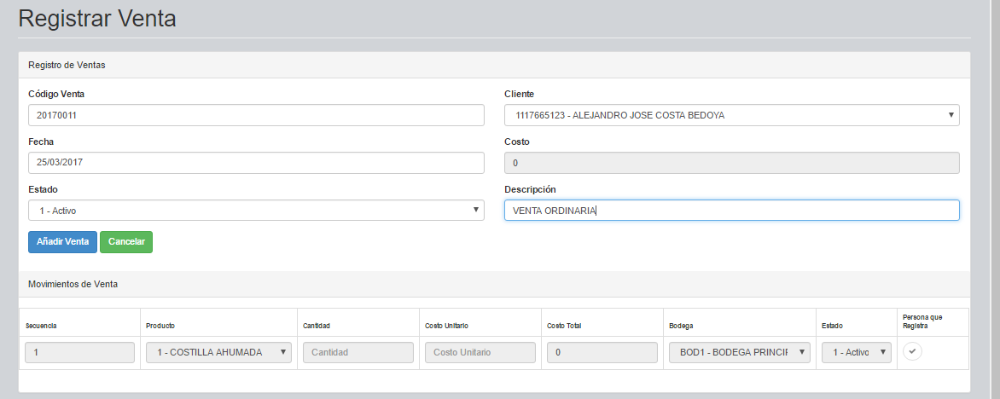 Registrar Venta
Registro de Ventas
Código Venta
20170011
Cliente
1117665123 - ALEJANDRO JOSE COSTA BEDOYA
Fecha
25/03/2017
Costo
0
Estado
1 - Activo
Descripción
VENTA ORDINARIA
Añadir Venta Cancelar
Movimientos de Venta
Secuencia Producto Cantidad Costo Unitario Costo Total Bodega Estado Persona que
Registra
1 1 - COSTILLA AHUMADA Cantidad Costo Unitario 0 BOD1 - BODEGA PRINCIF 1 - Activo